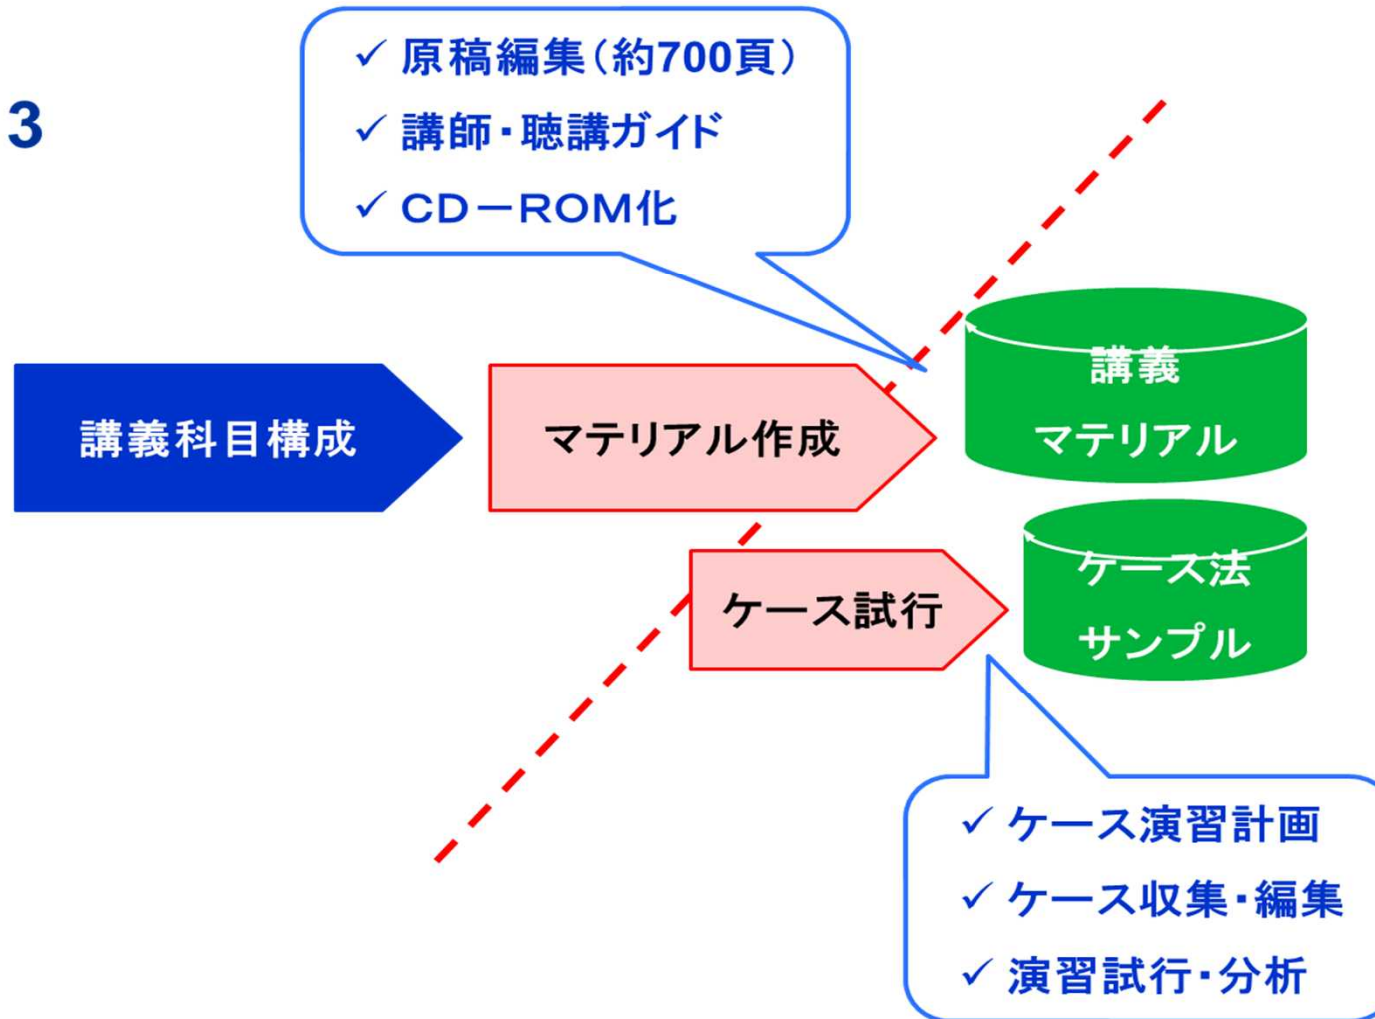 ✓ 原稿編集(約700頁)
3
✓ 講師・聴講ガイド
✓ CD－ROM化
講義科目構成
マテリアル作成
講義
マテリアル
ケース試行
ケース法
サンプル
✓ ケース演習計画
✓ ケース収集・編集
✓ 演習試行・分析